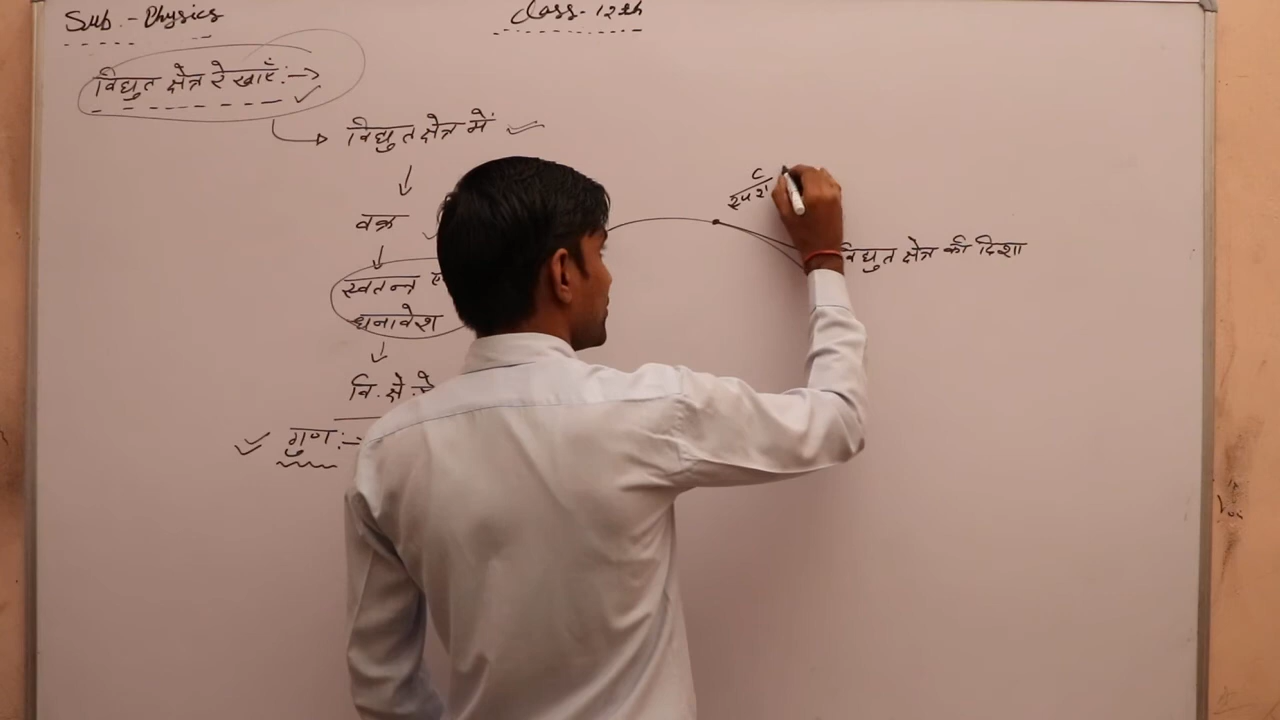 Sub.- Physics
Class- 12th
विद्युत क्षेत्र रेखाएँ:→
विद्युत क्षेत्र में
वक्र
स्वतन्त्र
धनावेश
वि. क्षे. रे
गुण:-
स्पर्श
विद्युत क्षेत्र की दिशा